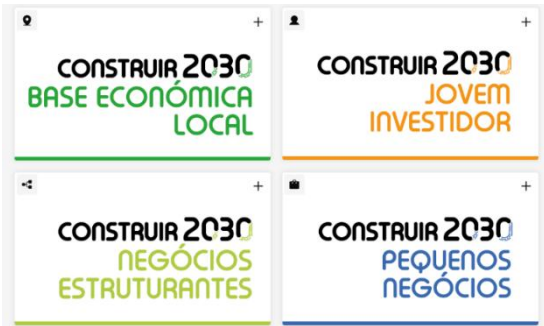 CONSTRUIR 2030
BASE ECONÓMICA
LOCAL
CONSTRUIR 2030
JOVEM
INVESTIDOR
CONSTRUIR 2030
NEGÓCIOS
ESTRUTURANTES
CONSTRUIR 2030
PEQUENOS
NEGÓCIOS